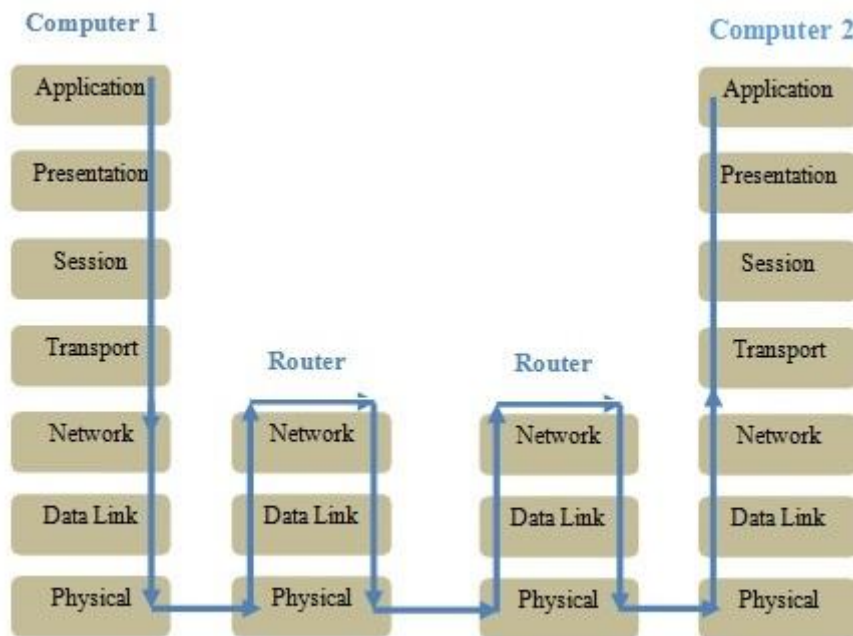 Computer 1
Computer 2
Application
Application
Presentation
Presentation
Session
Session
Transport
Router
Router
Transport
Network
Network
Network
Network
Data Link
Data Link
Data Link
Data Link
Physical
Physical
Physical
Physical